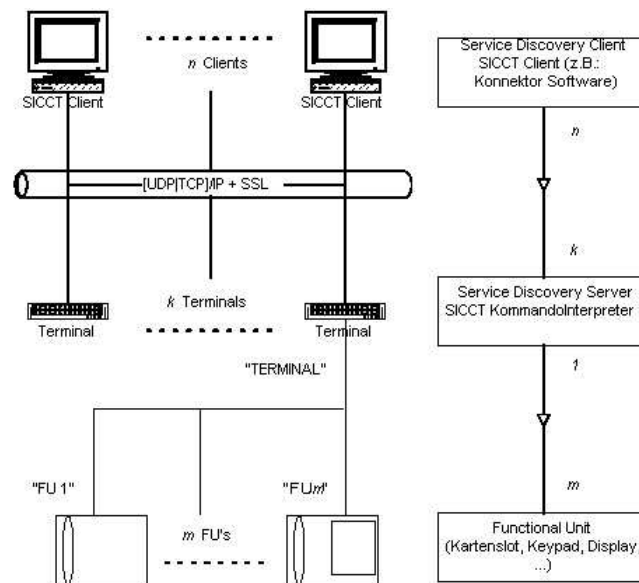 n Clients
SICCT Client
SICCT Client
[UDP|TCP]/IP + SSL
k Terminals
Terminal
Terminal
"TERMINAL"
"FU 1"
"FUm"
m FU's
Service Discovery Client
SICCT Client (z.B.:
Konnektor Software)
n
k
Service Discovery Server
SICCT KommandoInterpreter
1
m
Functional Unit
(Kartenslot, Keypad, Display
...)